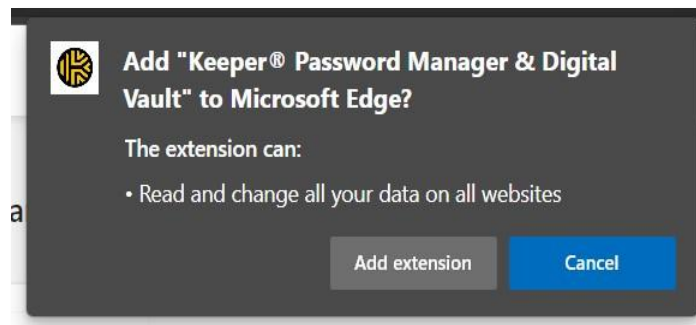 Add "Keeper® Password Manager & Digital
Vault" to Microsoft Edge?
The extension can:
• Read and change all your data on all websites
a
Add extension
Cancel